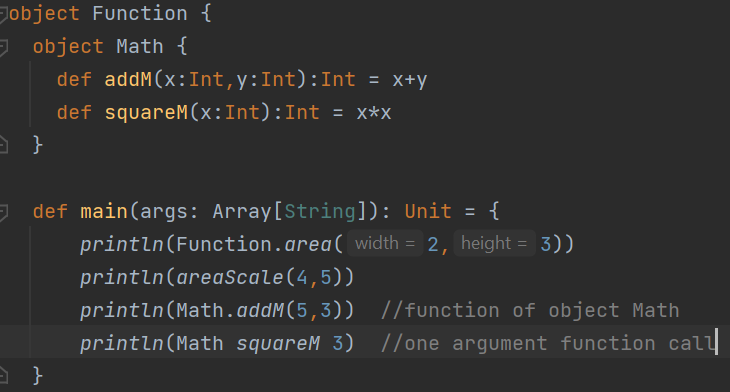 object Function {
object Math {
def addM(x:Int,y:Int):Int = x+y
def squareM(x:Int):Int = x*x
}
def main(args: Array[String]): Unit = {
println(Function.area( width = 2, height = 3))
println(areaScale(4,5))
println(Math.addM(5,3)) //function of object Math
println(Math squareM 3) //one argument function call
}